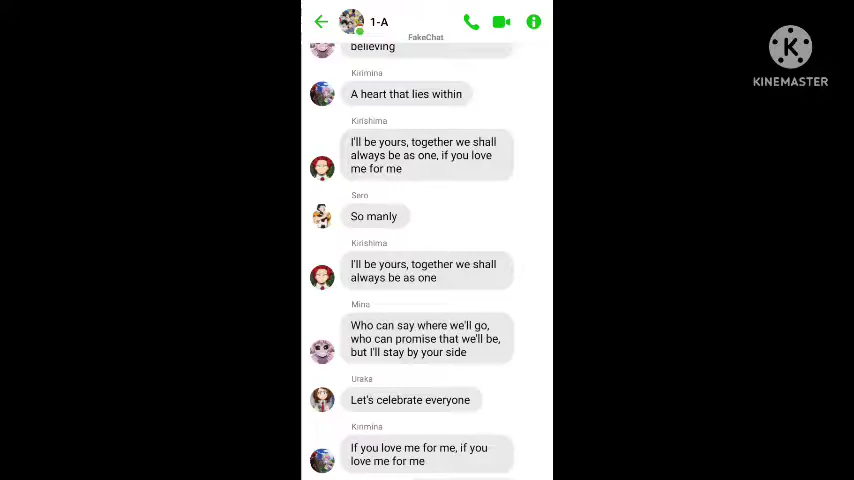 1-A
FakeChat
believing
Kirimina
A heart that lies within
Kirishima
I'll be yours, together we shall
always be as one, if you love
me for me
Sero
So manly
Kirishima
I'll be yours, together we shall
always be as one
Mina
Who can say where we'll go,
who can promise that we'll be,
but I'll stay by your side
Uraka
Let's celebrate everyone
Kirimina
If you love me for me, if you
love me for me
K
KINEMASTER